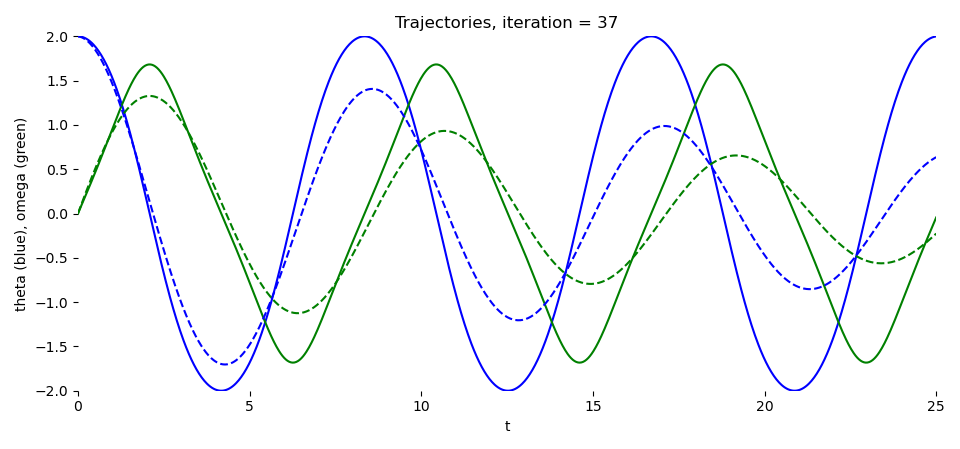 Trajectories, iteration = 37
theta (blue), omega (green)
2.0
1.5
1.0
0.5
0.0
−0.5
−1.0
−1.5
−2.0
0 5 10 15 20 25
t